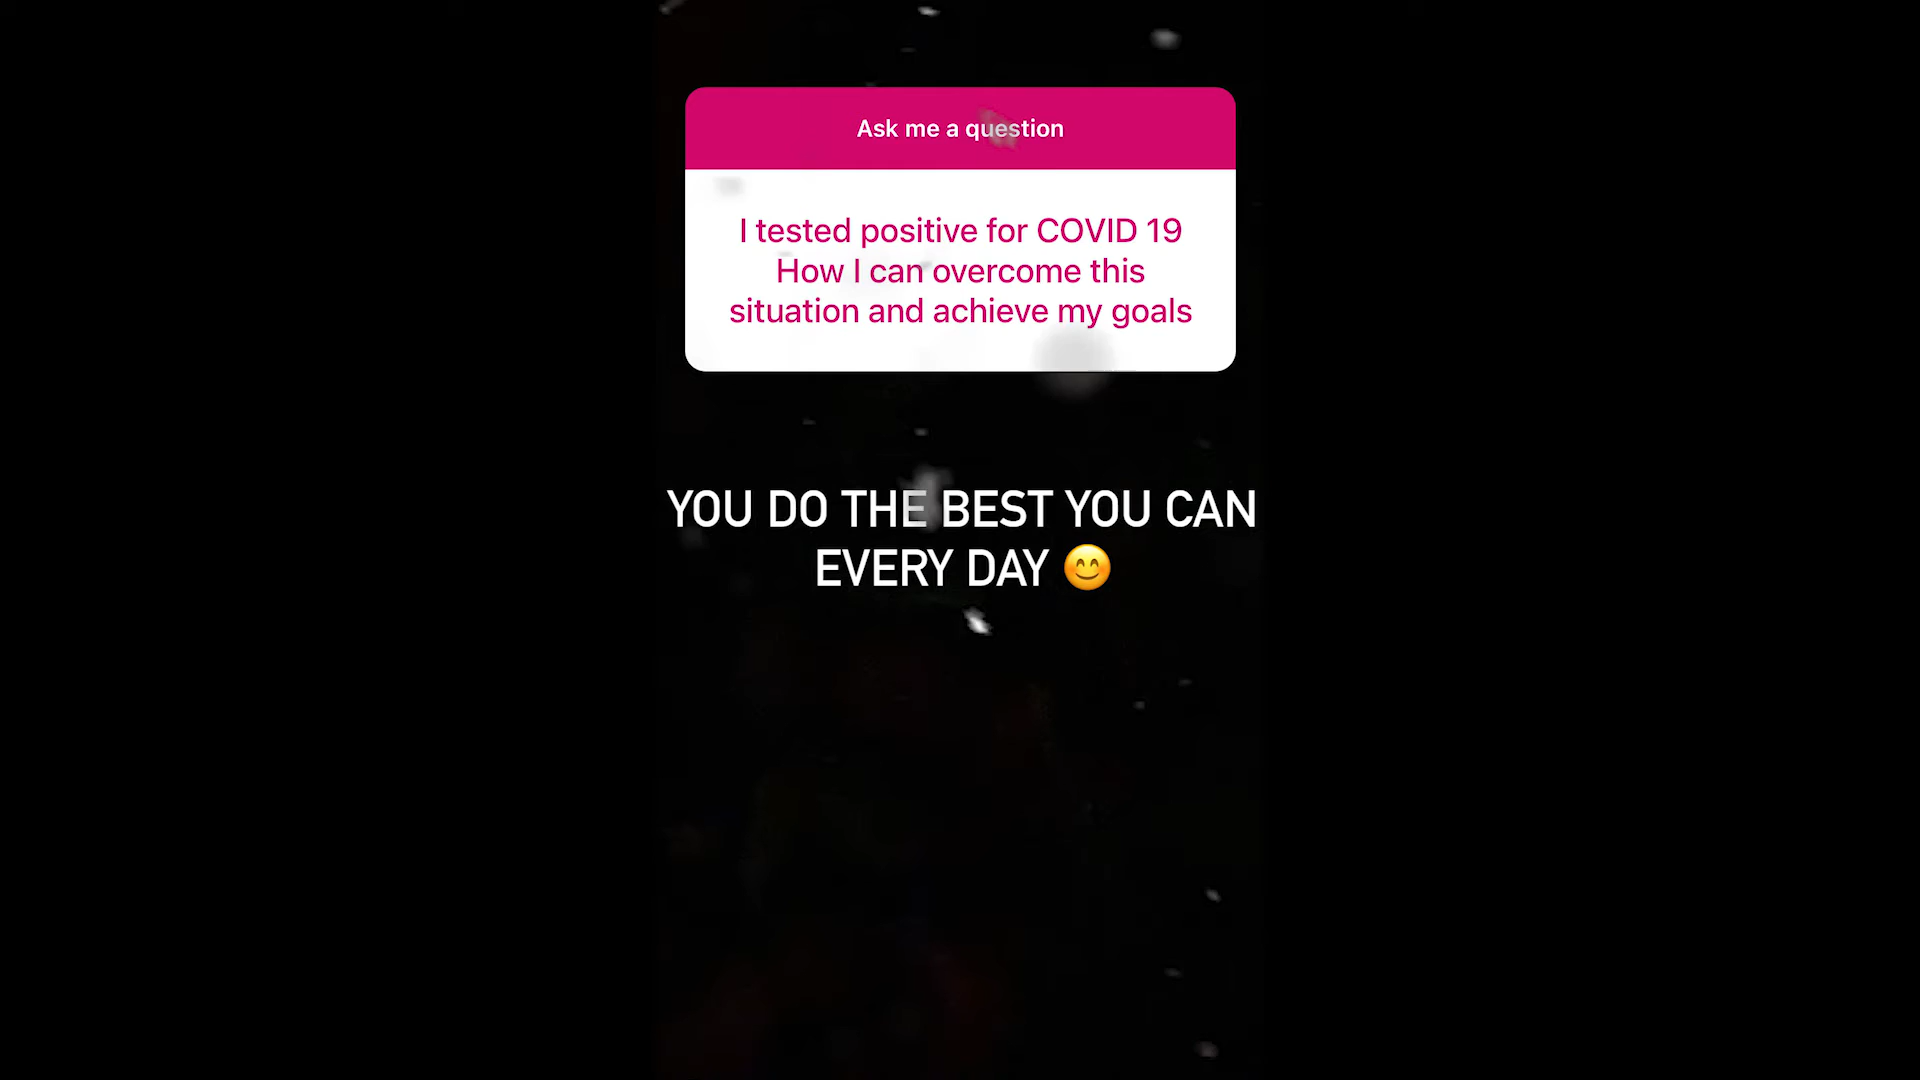 Ask me a question
I tested positive for COVID 19
How I can overcome this
situation and achieve my goals
YOU DO THE BEST YOU CAN
EVERY DAY 😊